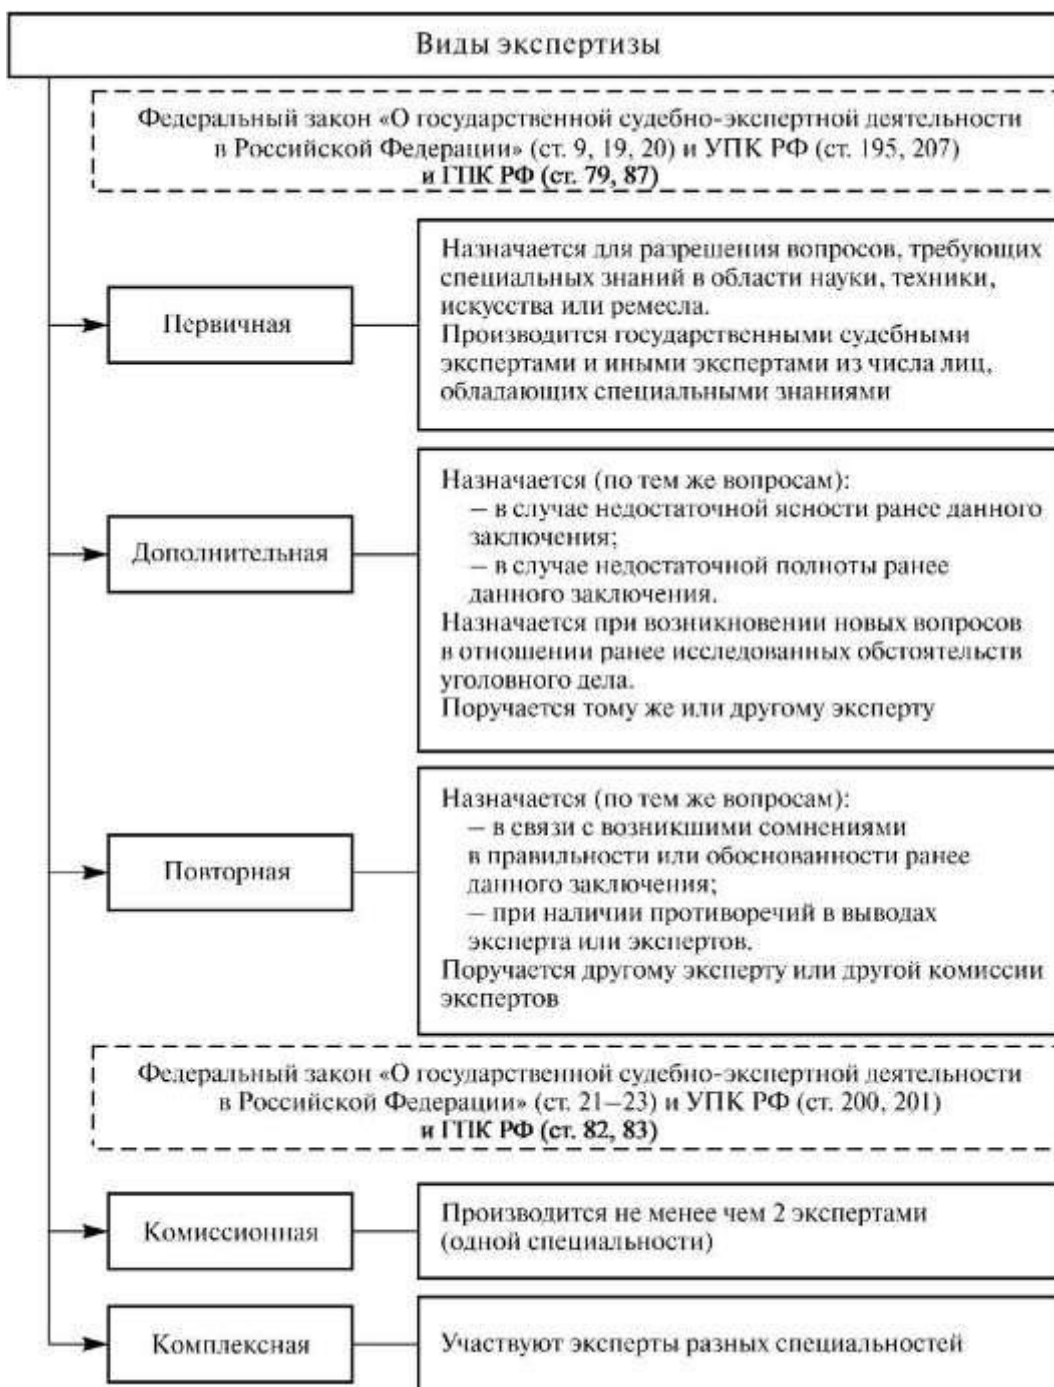 Виды экспертизы
Федеральный закон «О государственной судебно-экспертной деятельности
в Российской Федерации» (ст. 9, 19, 20) и УПК РФ (ст. 195, 207)
и ГПК РФ (ст. 79, 87)
Первичная
Назначается для разрешения вопросов, требующих
специальных знаний в области науки, техники,
искусства или ремесла.
Производится государственными судебными
экспертами и иными экспертами из числа лиц,
обладающих специальными знаниями
Дополнительная
Назначается (по тем же вопросам):
– в случае недостаточной ясности ранее данного
заключения;
– в случае недостаточной полноты ранее
данного заключения.
Назначается при возникновении новых вопросов
в отношении ранее исследованных обстоятельств
уголовного дела.
Поручается тому же или другому эксперту
Повторная
Назначается (по тем же вопросам):
– в связи с возникшими сомнениями
в правильности или обоснованности ранее
данного заключения;
– при наличии противоречий в выводах
эксперта или экспертов.
Поручается другому эксперту или другой комиссии
экспертов
Федеральный закон «О государственной судебно-экспертной деятельности
в Российской Федерации» (ст. 21–23) и УПК РФ (ст. 200, 201)
и ГПК РФ (ст. 82, 83)
Комиссионная
Производится не менее чем 2 экспертами
(одной специальности)
Комплексная
Участвуют эксперты разных специальностей